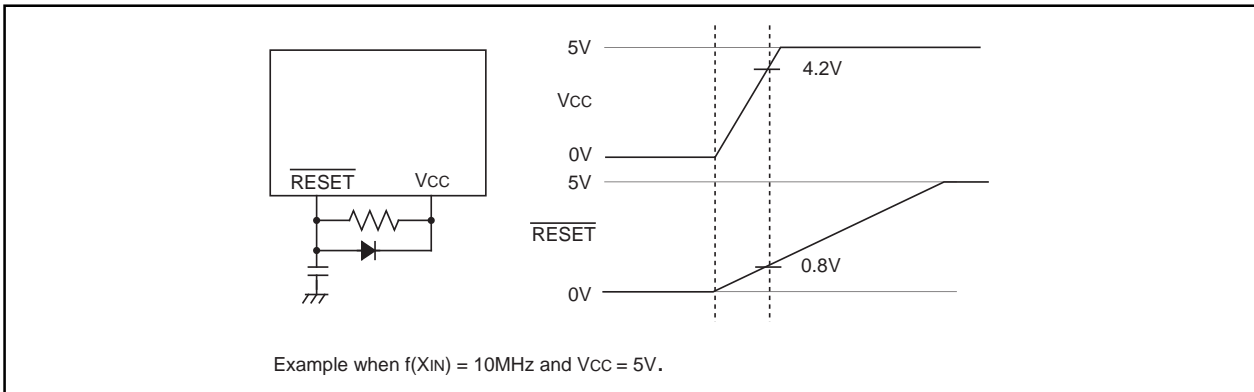 RESET VCC
5V
4.2V
VCC
0V
5V
RESET
0.8V
0V
Example when f(XIN) = 10MHz and VCC = 5V.